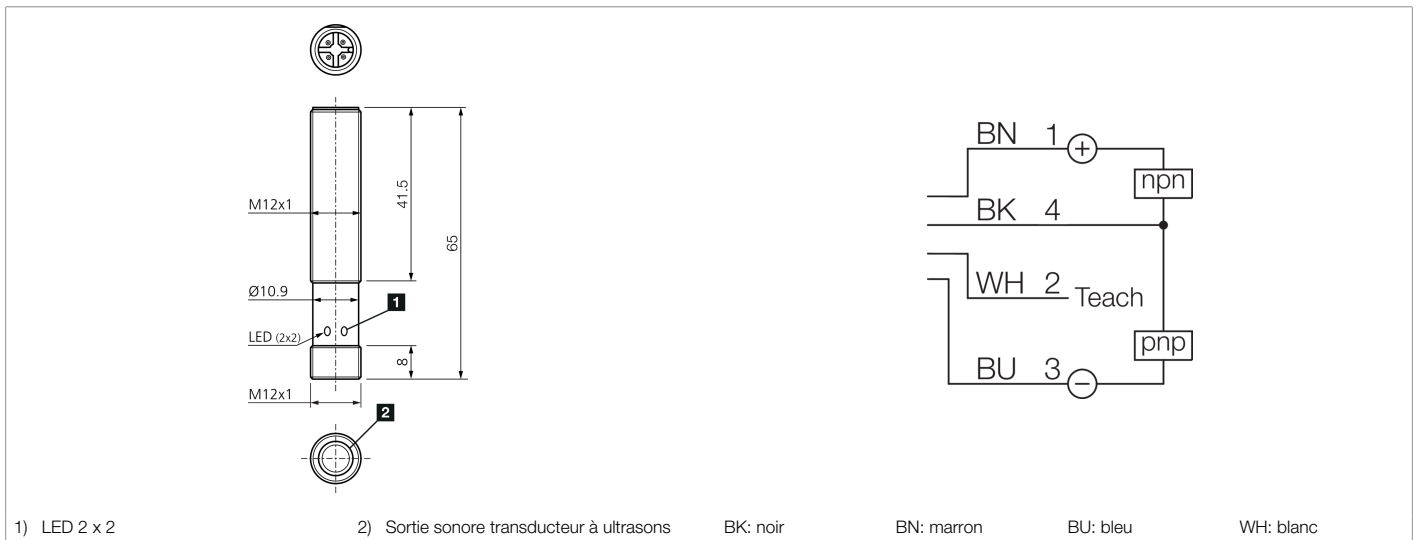 M12x1
41.5
65
Ø10.9
1
LED (2x2)
8
M12x1
2
BN 1
+
npn
BK 4
WH 2 Teach
pnp
BU 3
−
1) LED 2 x 2 2) Sortie sonore transducteur à ultrasons BK: noir BN: marron BU: bleu WH: blanc